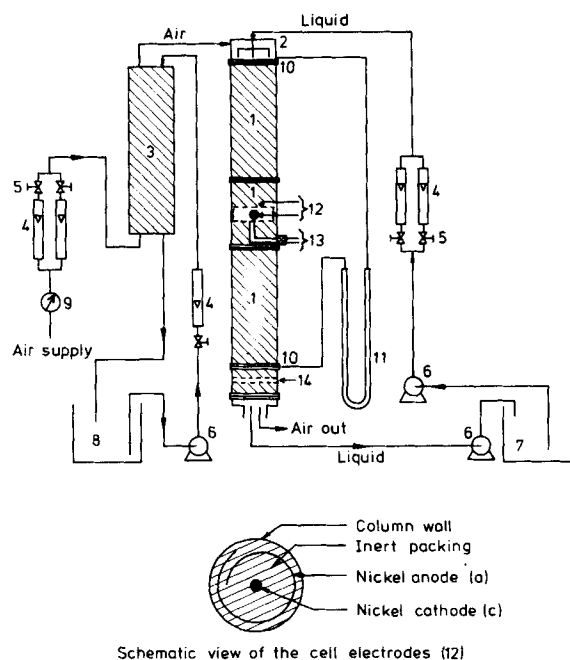 Liquid
Air
2
10
1
3
5
4
1
12
13
4
5
9
4
1
Air supply
10
11
14
6
8
6
Air out
6
7
Liquid
Column wall
Inert packing
Nickel anode (a)
Nickel cathode (c)
Schematic view of the cell electrodes (12)